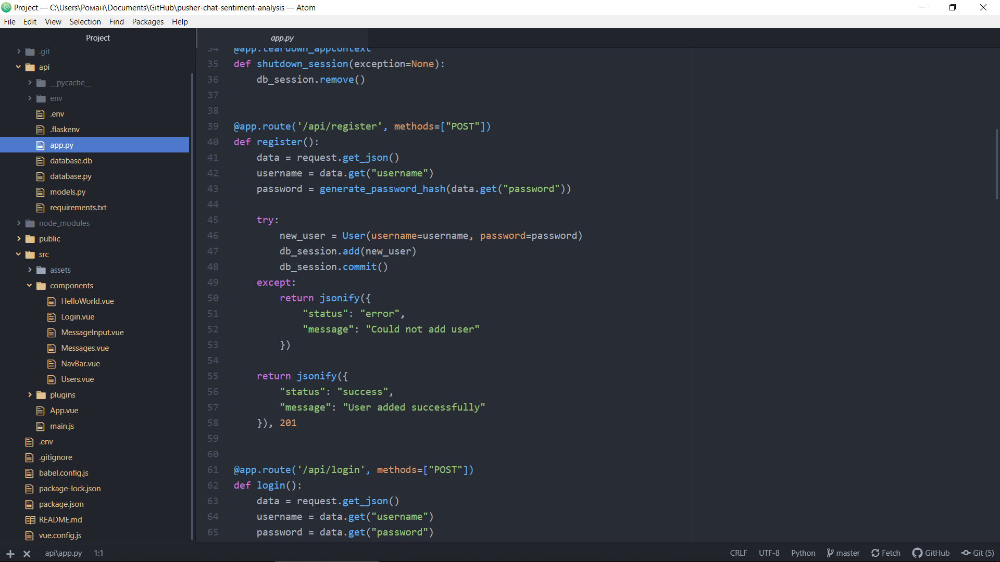 Project — C:\Users\Роман\Documents\GitHub\pusher-chat-sentiment-analysis — Atom
File Edit View Selection Find Packages Help
Project
.git
api
__pycache__
env
.env
.flaskenv
app.py
database.db
database.py
models.py
requirements.txt
node_modules
public
src
assets
components
HelloWorld.vue
Login.vue
MessageInput.vue
Messages.vue
NavBar.vue
Users.vue
plugins
App.vue
main.js
.env
.gitignore
babel.config.js
package-lock.json
package.json
README.md
vue.config.js
app.py
34 @app.teardown_appcontext
35 def shutdown_session(exception=None):
36     db_session.remove()
37
38
39 @app.route('/api/register', methods=["POST"])
40 def register():
41     data = request.get_json()
42     username = data.get("username")
43     password = generate_password_hash(data.get("password"))
44
45     try:
46         new_user = User(username=username, password=password)
47         db_session.add(new_user)
48         db_session.commit()
49     except:
50         return jsonify({
51             "status": "error",
52             "message": "Could not add user"
53         })
54
55     return jsonify({
56         "status": "success",
57         "message": "User added successfully"
58     }), 201
59
60
61 @app.route('/api/login', methods=["POST"])
62 def login():
63     data = request.get_json()
64     username = data.get("username")
65     password = data.get("password")
api\app.py 1:1 CRLF UTF-8 Python master Fetch GitHub Git (5)